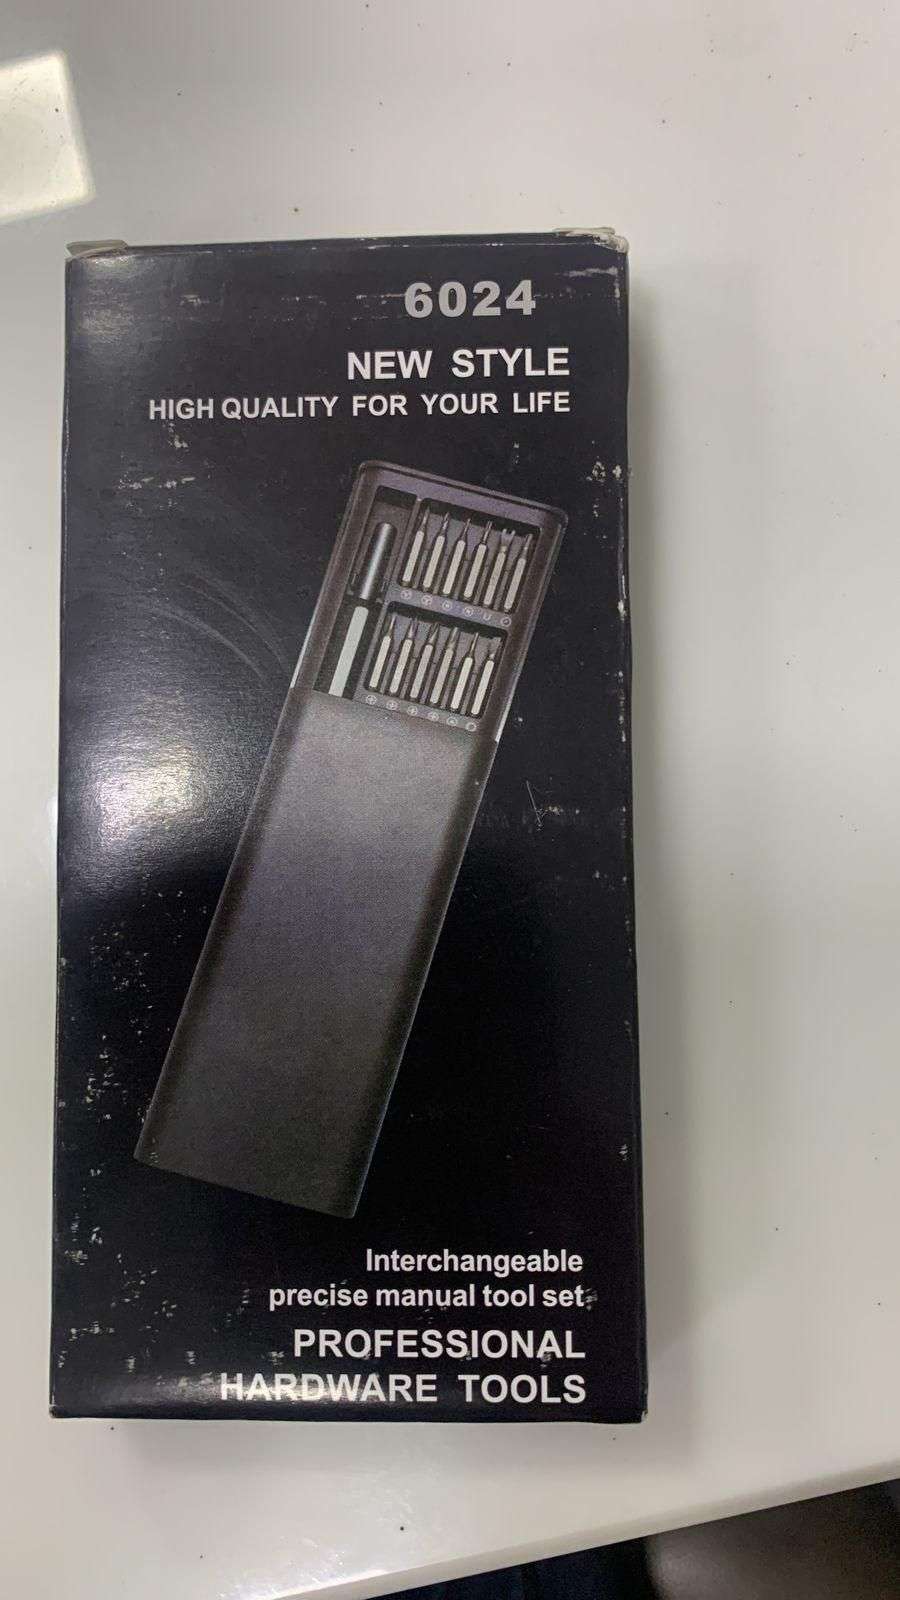 6024
NEW STYLE
HIGH QUALITY FOR YOUR LIFE
Interchangeable
precise manual tool set
PROFESSIONAL
HARDWARE TOOLS